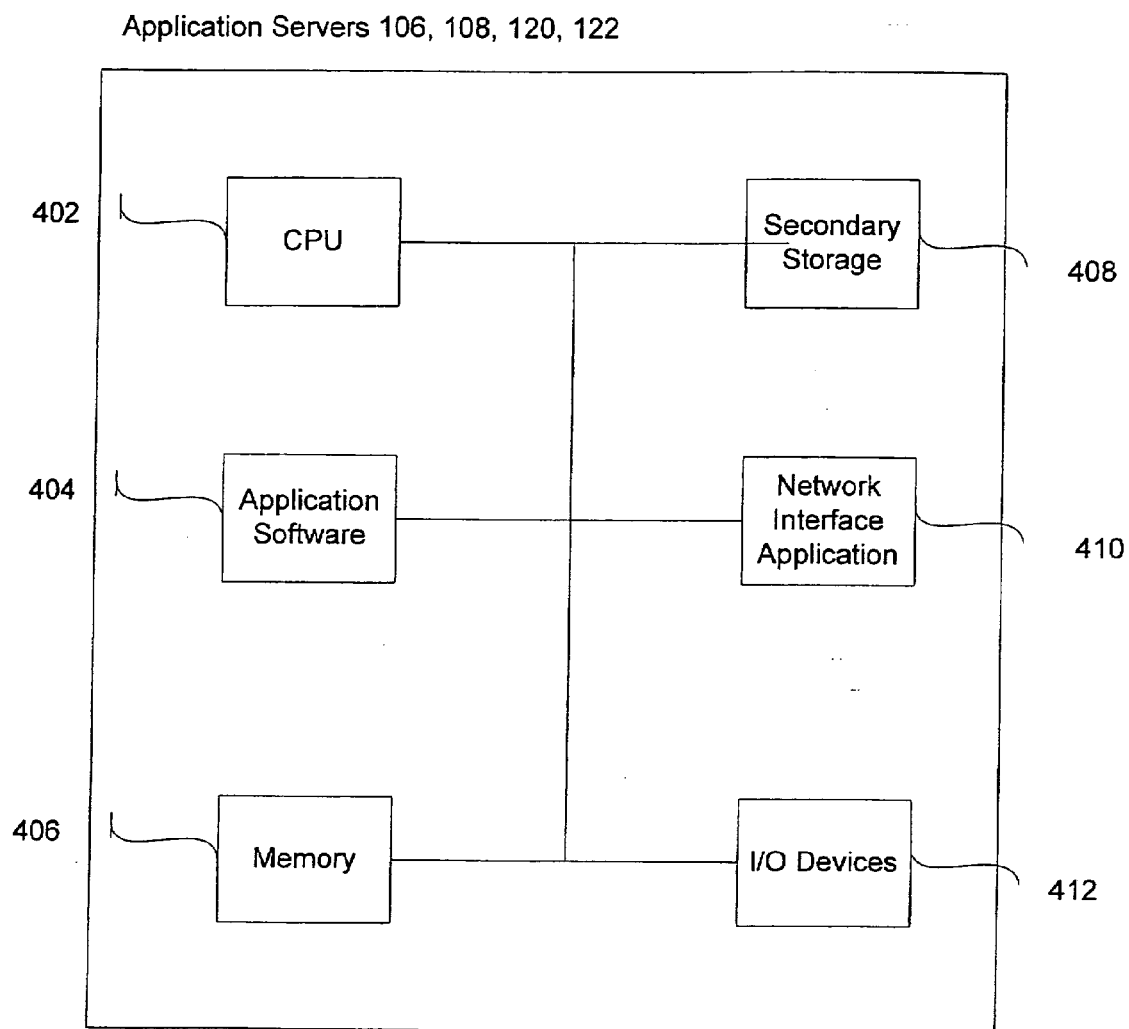 Application Servers 106, 108, 120, 122
402
CPU
Secondary
Storage
408
404
Application
Software
Network
Interface
Application
410
406
Memory
I/O Devices
412